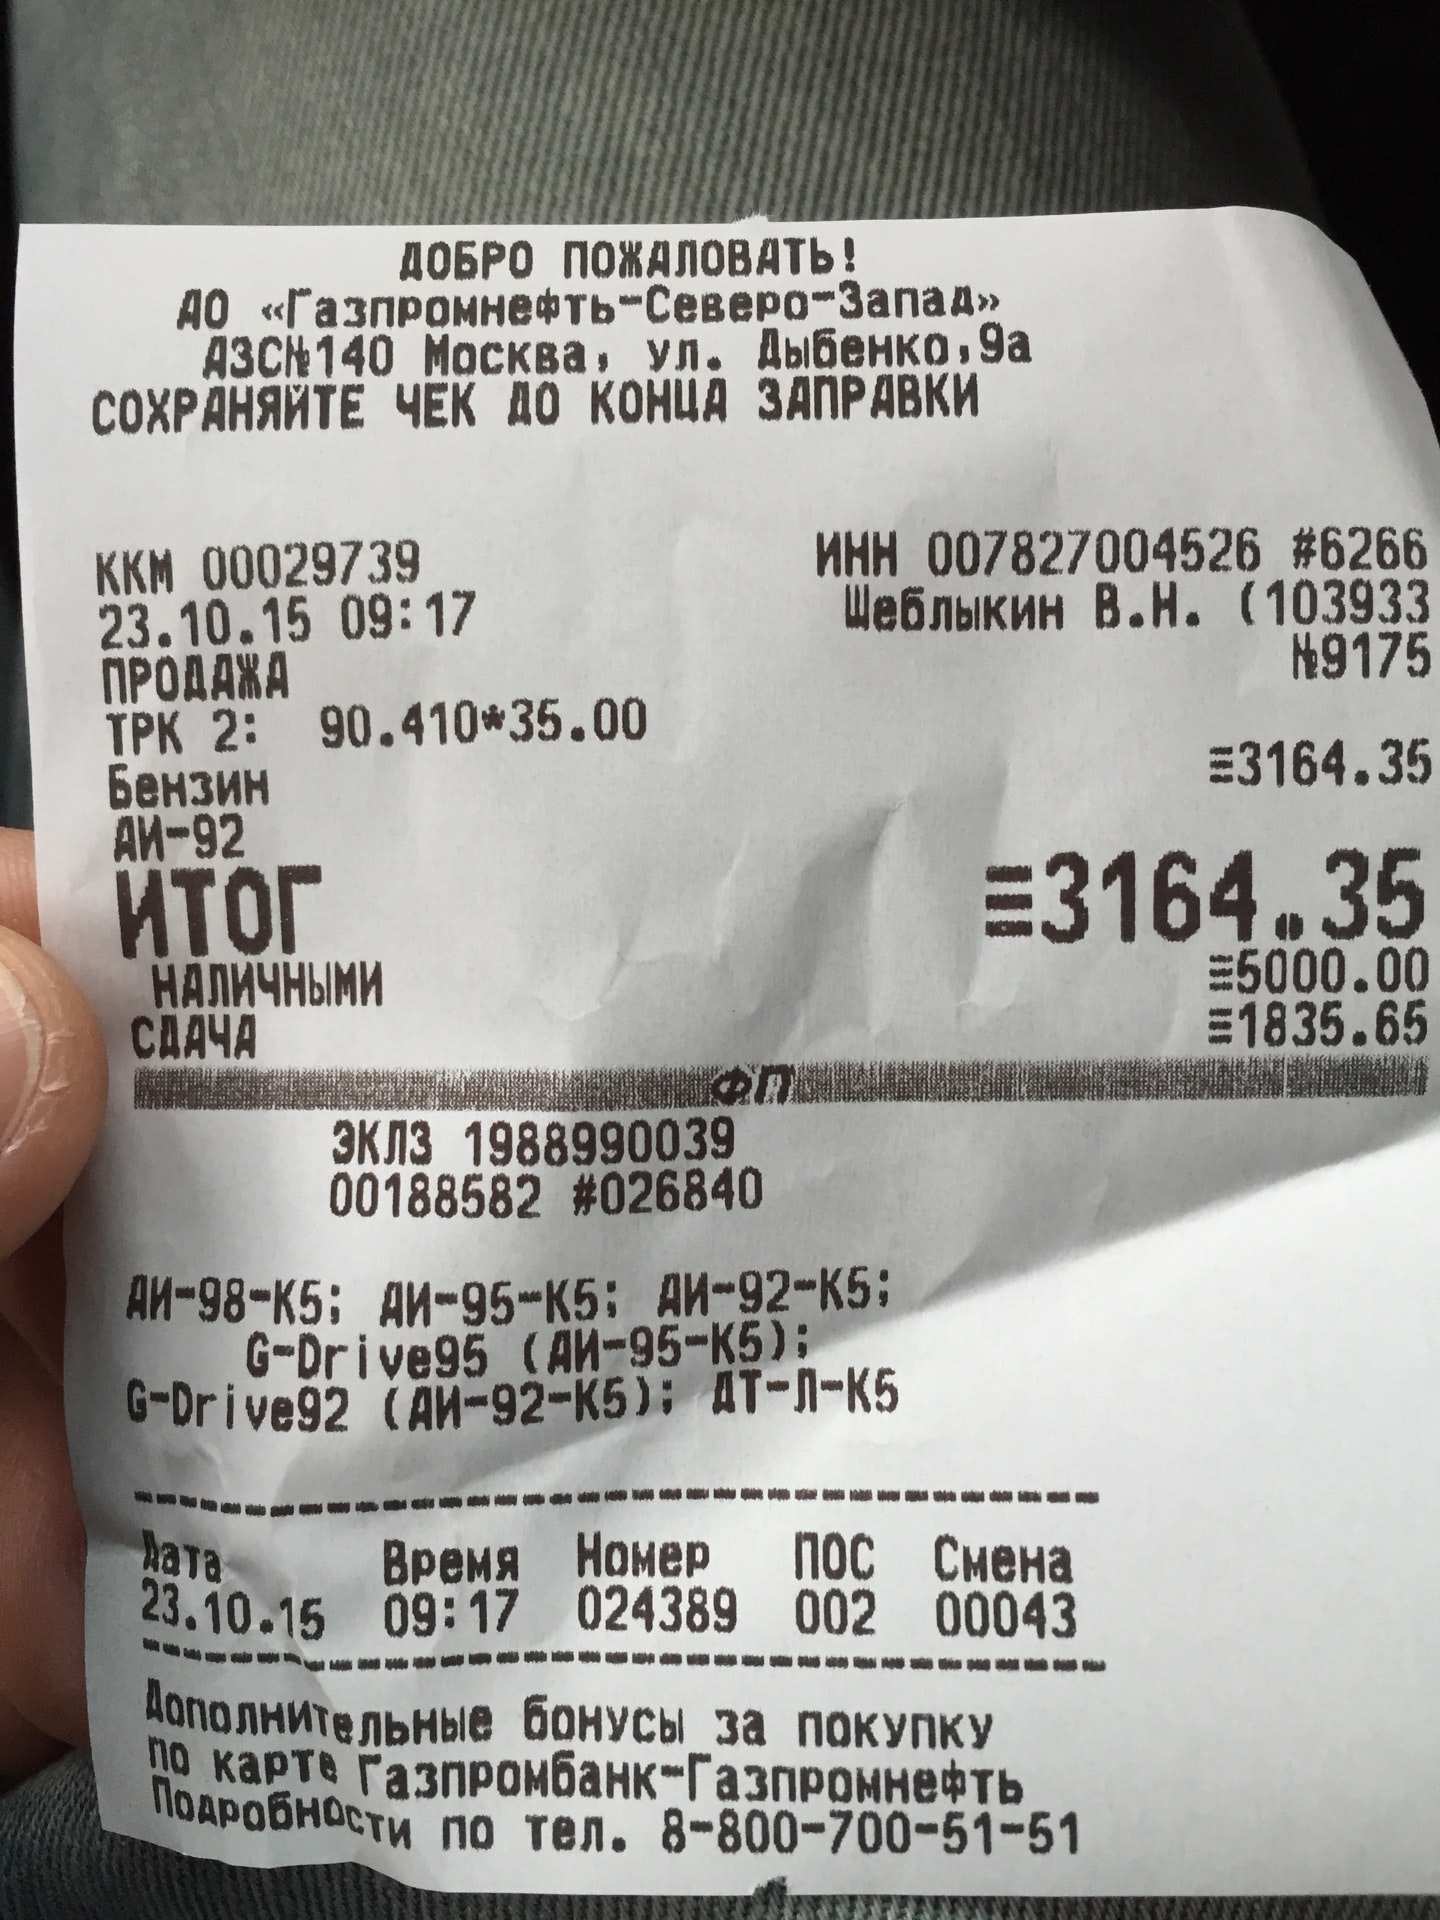 ДОБРО ПОЖАЛОВАТЬ!
ДО «Газпромнефть-Северо-Запад»
АЗС№140 Москва, ул. Дыбенко,9а
СОХРАНЯЙТЕ ЧЕК ДО КОНЦА ЗАПРАВКИ
ККМ 00029739 ИНН 007827004526 #6266
23.10.15 09:17 Шеблыкин В.Н. (103933
ПРОДАЖА №9175
ТРК 2: 90.410*35.00
Бензин ≡3164.35
АИ-92
ИТОГ ≡3164.35
НАЛИЧНЫМИ ≡5000.00
СДАЧА ≡1835.65
ФП
ЭКЛЗ 1988990039
00188582 #026840
АИ-98-К5; АИ-95-К5; АИ-92-К5;
G-Drive95 (АИ-95-К5);
G-Drive92 (АИ-92-К5); ДТ-Л-К5
Дата Время Номер ПОС Смена
23.10.15 09:17 024389 002 00043
Дополнительные бонусы за покупку
по карте Газпромбанк-Газпромнефть
Подробности по тел. 8-800-700-51-51